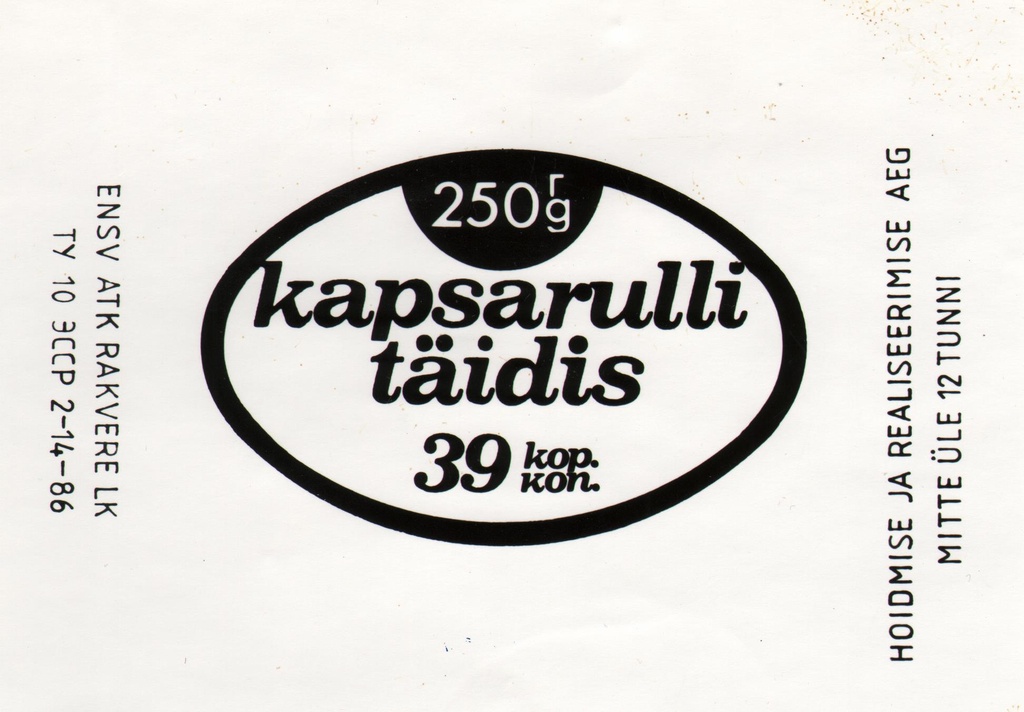 ENSV ATK RAKVERE LK
ТУ 10 ЭССР 2-14-86
250 г
g
kapsarulli
täidis
39 kop.
коп.
HOIDMISE JA REALISEERIMISE AEG
MITTE ÜLE 12 TUNNI